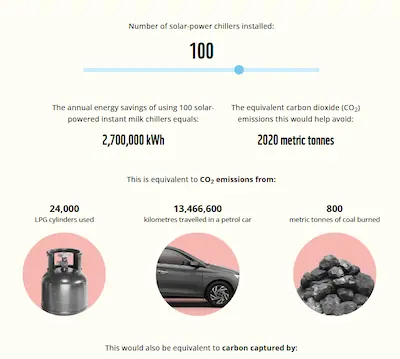 Number of solar-power chillers installed:
100
The annual energy savings of using 100 solar-
powered instant milk chillers equals:
2,700,000 kWh
The equivalent carbon dioxide (CO₂)
emissions this would help avoid:
2020 metric tonnes
This is equivalent to CO₂ emissions from:
24,000
LPG cylinders used
13,466,600
kilometres travelled in a petrol car
800
metric tonnes of coal burned
This would also be equivalent to carbon captured by: